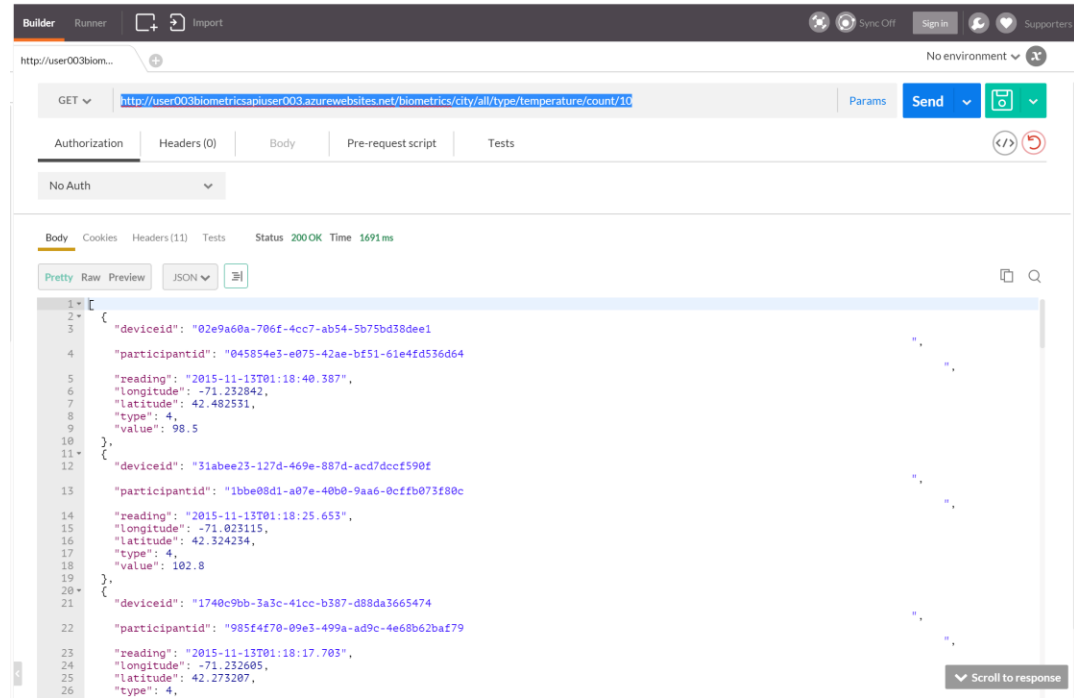 Builder Runner Import Sync Off Sign in Supporters
http://user003biom... No environment
GET http://user003biometricsapiuser003.azurewebsites.net/biometrics/city/all/type/temperature/count/10 Params Send
Authorization Headers (0) Body Pre-request script Tests
No Auth
Body Cookies Headers (11) Tests Status 200 OK Time 1691 ms
Pretty Raw Preview JSON
1 [
2 {
3 "deviceid": "02e9a60a-706f-4cc7-ab54-5b75bd38dee1
",
4 "participantid": "045854e3-e075-42ae-bf51-61e4fd536d64
",
5 "reading": "2015-11-13T01:18:40.387",
6 "longitude": -71.232842,
7 "latitude": 42.482531,
8 "type": 4,
9 "value": 98.5
10 },
11 {
12 "deviceid": "31abee23-127d-469e-887d-acd7dccf590f
",
13 "participantid": "1bbe08d1-a07e-40b0-9aa6-0cffb073f80c
",
14 "reading": "2015-11-13T01:18:25.653",
15 "longitude": -71.023115,
16 "latitude": 42.324234,
17 "type": 4,
18 "value": 102.8
19 },
20 {
21 "deviceid": "1740c9bb-3a3c-41cc-b387-d88da3665474
",
22 "participantid": "985f4f70-09e3-499a-ad9c-4e68b62baf79
",
23 "reading": "2015-11-13T01:18:17.703",
24 "longitude": -71.232605,
25 "latitude": 42.273207,
26 "type": 4,
Scroll to response